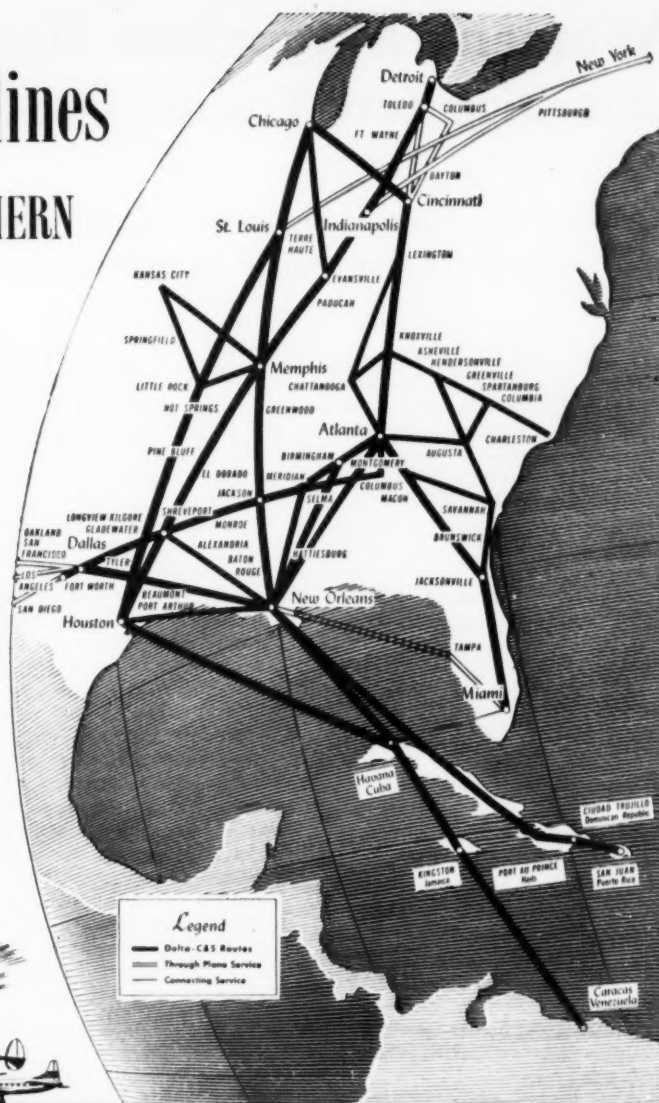 lines
HERN
New York
Detroit
TOLEDO
COLUMBUS
PITTSBURGH
Chicago
FT WAYNE
DAYTON
Cincinnati
St. Louis
Indianapolis
TERRE
HAUTE
LEXINGTON
KANSAS CITY
EVANSVILLE
PADUCAH
SPRINGFIELD
KNOXVILLE
ASHEVILLE
HENDERSONVILLE
GREENVILLE
SPARTANBURG
COLUMBIA
Memphis
CHATTANOOGA
LITTLE ROCK
HOT SPRINGS
GREENWOOD
Atlanta
CHARLESTON
AUGUSTA
PINE BLUFF
BIRMINGHAM
MONTGOMERY
EL DORADO
MERIDIAN
COLUMBUS
MACON
JACKSON
SELMA
SAVANNAH
SHREVEPORT
MONROE
LONGVIEW KILGORE
GLADEWATER
OAKLAND
SAN
FRANCISCO
Dallas
ALEXANDRIA
BATON
ROUGE
HATTIESBURG
BRUNSWICK
TYLER
LOS
ANGELES
FORT WORTH
JACKSONVILLE
SAN DIEGO
BEAUMONT
PORT ARTHUR
New Orleans
Houston
TAMPA
Miami
Havana
Cuba
CIUDAD TRUJILLO
Dominican Republic
KINGSTON
Jamaica
PORT AU PRINCE
Haiti
SAN JUAN
Puerto Rico
Legend
Delta-C&S Routes
Through Plane Service
Connecting Service
Caracas
Venezuela